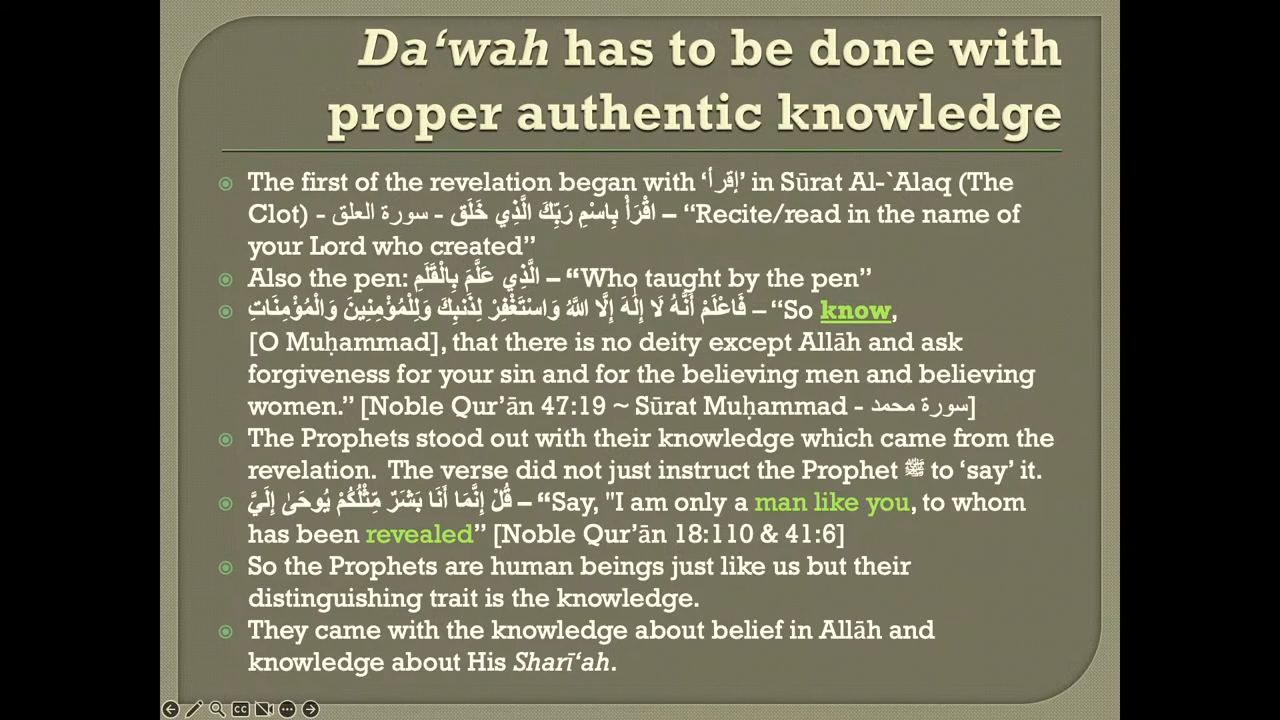 Da‘wah has to be done with
proper authentic knowledge
The first of the revelation began with ‘إقرأ’ in Sūrat Al-`Alaq (The
Clot) - سورة العلق - اقْرَأْ بِاسْمِ رَبِّكَ الَّذِي خَلَقَ – “Recite/read in the name of
your Lord who created”
Also the pen: الَّذِي عَلَّمَ بِالْقَلَمِ – “Who taught by the pen”
فَاعْلَمْ أَنَّهُ لَا إِلَٰهَ إِلَّا اللَّهُ وَاسْتَغْفِرْ لِذَنبِكَ وَلِلْمُؤْمِنِينَ وَالْمُؤْمِنَاتِ – “So know,
[O Muḥammad], that there is no deity except Allāh and ask
forgiveness for your sin and for the believing men and believing
women.” [Noble Qur’ān 47:19 ~ Sūrat Muḥammad - سورة محمد]
The Prophets stood out with their knowledge which came from the
revelation. The verse did not just instruct the Prophet ﷺ to ‘say’ it.
قُلْ إِنَّمَا أَنَا بَشَرٌ مِّثْلُكُمْ يُوحَىٰ إِلَيَّ – “Say, "I am only a man like you, to whom
has been revealed” [Noble Qur’ān 18:110 & 41:6]
So the Prophets are human beings just like us but their
distinguishing trait is the knowledge.
They came with the knowledge about belief in Allāh and
knowledge about His Sharī‘ah.
CC